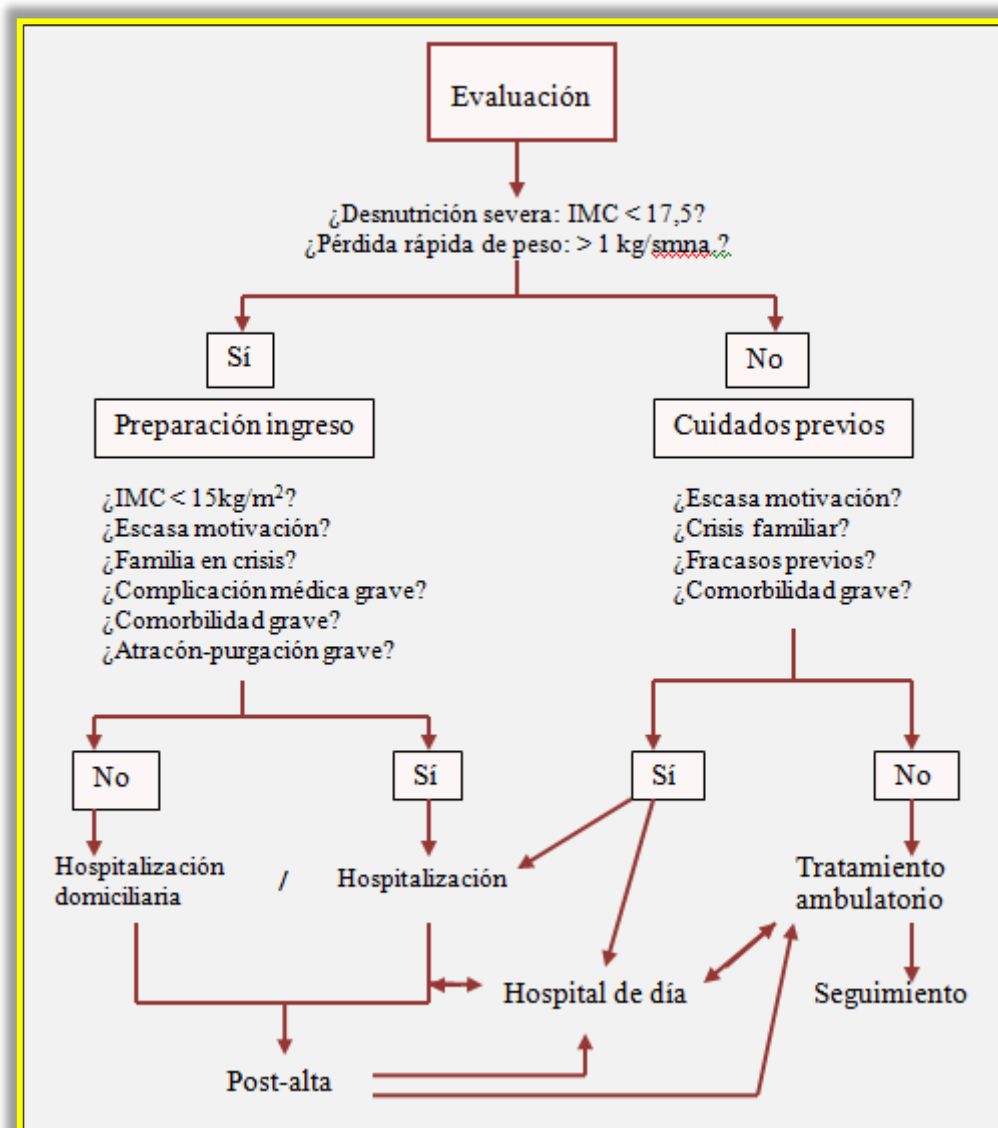 Evaluación
¿Desnutrición severa: IMC < 17,5?
¿Pérdida rápida de peso: > 1 kg/smna.?
Sí
No
Preparación ingreso
Cuidados previos
¿IMC < 15kg/m²?
¿Escasa motivación?
¿Familia en crisis?
¿Complicación médica grave?
¿Comorbilidad grave?
¿Atracón-purgación grave?
¿Escasa motivación?
¿Crisis familiar?
¿Fracasos previos?
¿Comorbilidad grave?
No
Sí
Sí
No
Hospitalización
domiciliaria
/
Hospitalización
Tratamiento
ambulatorio
Hospital de día
Seguimiento
Post-alta